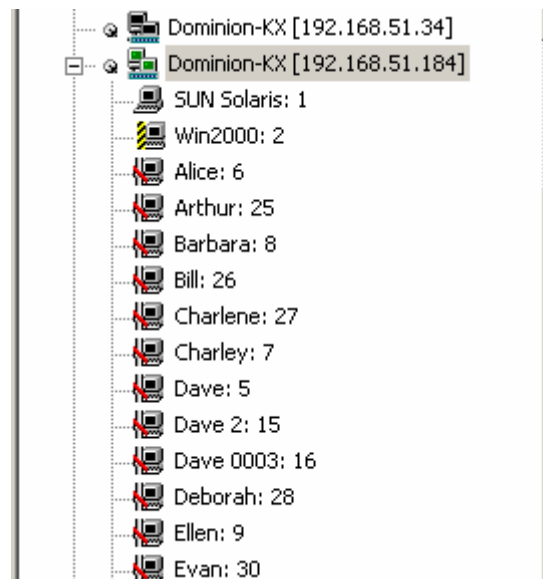 Dominion-KX [192.168.51.34]
Dominion-KX [192.168.51.184]
SUN Solaris: 1
Win2000: 2
Alice: 6
Arthur: 25
Barbara: 8
Bill: 26
Charlene: 27
Charley: 7
Dave: 5
Dave 2: 15
Dave 0003: 16
Deborah: 28
Ellen: 9
Evan: 30